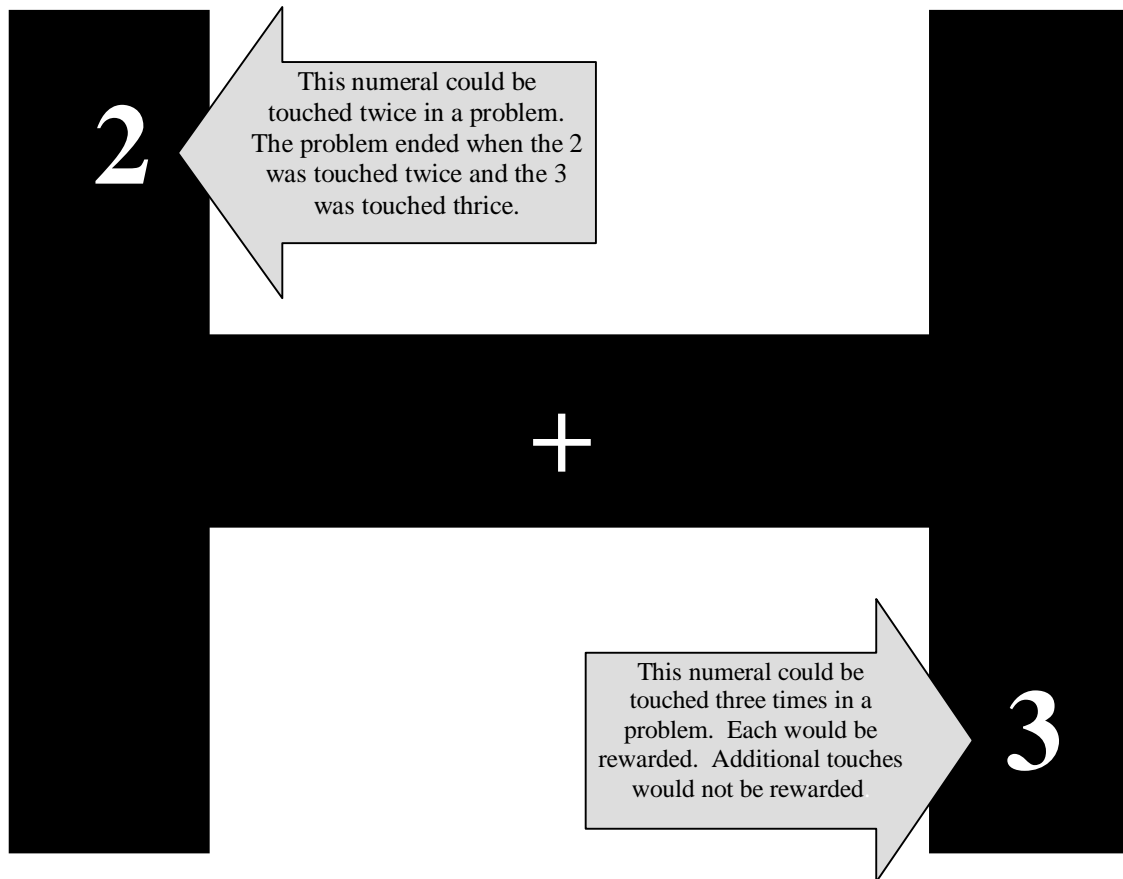 2
This numeral could be
touched twice in a problem.
The problem ended when the 2
was touched twice and the 3
was touched thrice.
+
This numeral could be
touched three times in a
problem.  Each would be
rewarded.  Additional touches
would not be rewarded
3